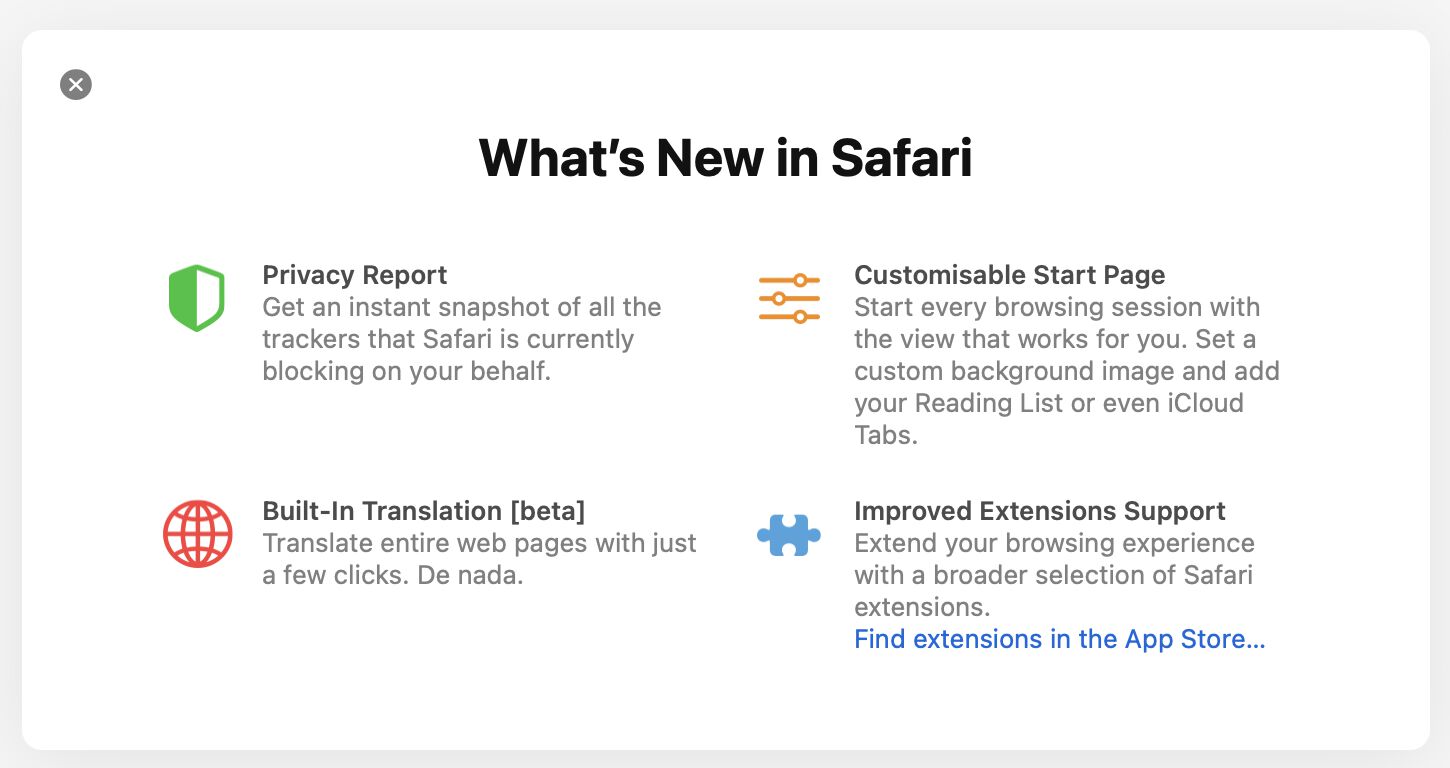 What's New in Safari
Privacy Report
Get an instant snapshot of all the
trackers that Safari is currently
blocking on your behalf.
Customisable Start Page
Start every browsing session with
the view that works for you. Set a
custom background image and add
your Reading List or even iCloud
Tabs.
Built-In Translation [beta]
Translate entire web pages with just
a few clicks. De nada.
Improved Extensions Support
Extend your browsing experience
with a broader selection of Safari
extensions.
Find extensions in the App Store...